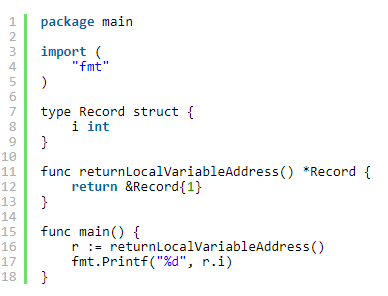 1 package main
2
3 import (
4     "fmt"
5 )
6
7 type Record struct {
8     i int
9 }
10
11 func returnLocalVariableAddress() *Record {
12     return &Record{1}
13 }
14
15 func main() {
16     r := returnLocalVariableAddress()
17     fmt.Printf("%d", r.i)
18 }